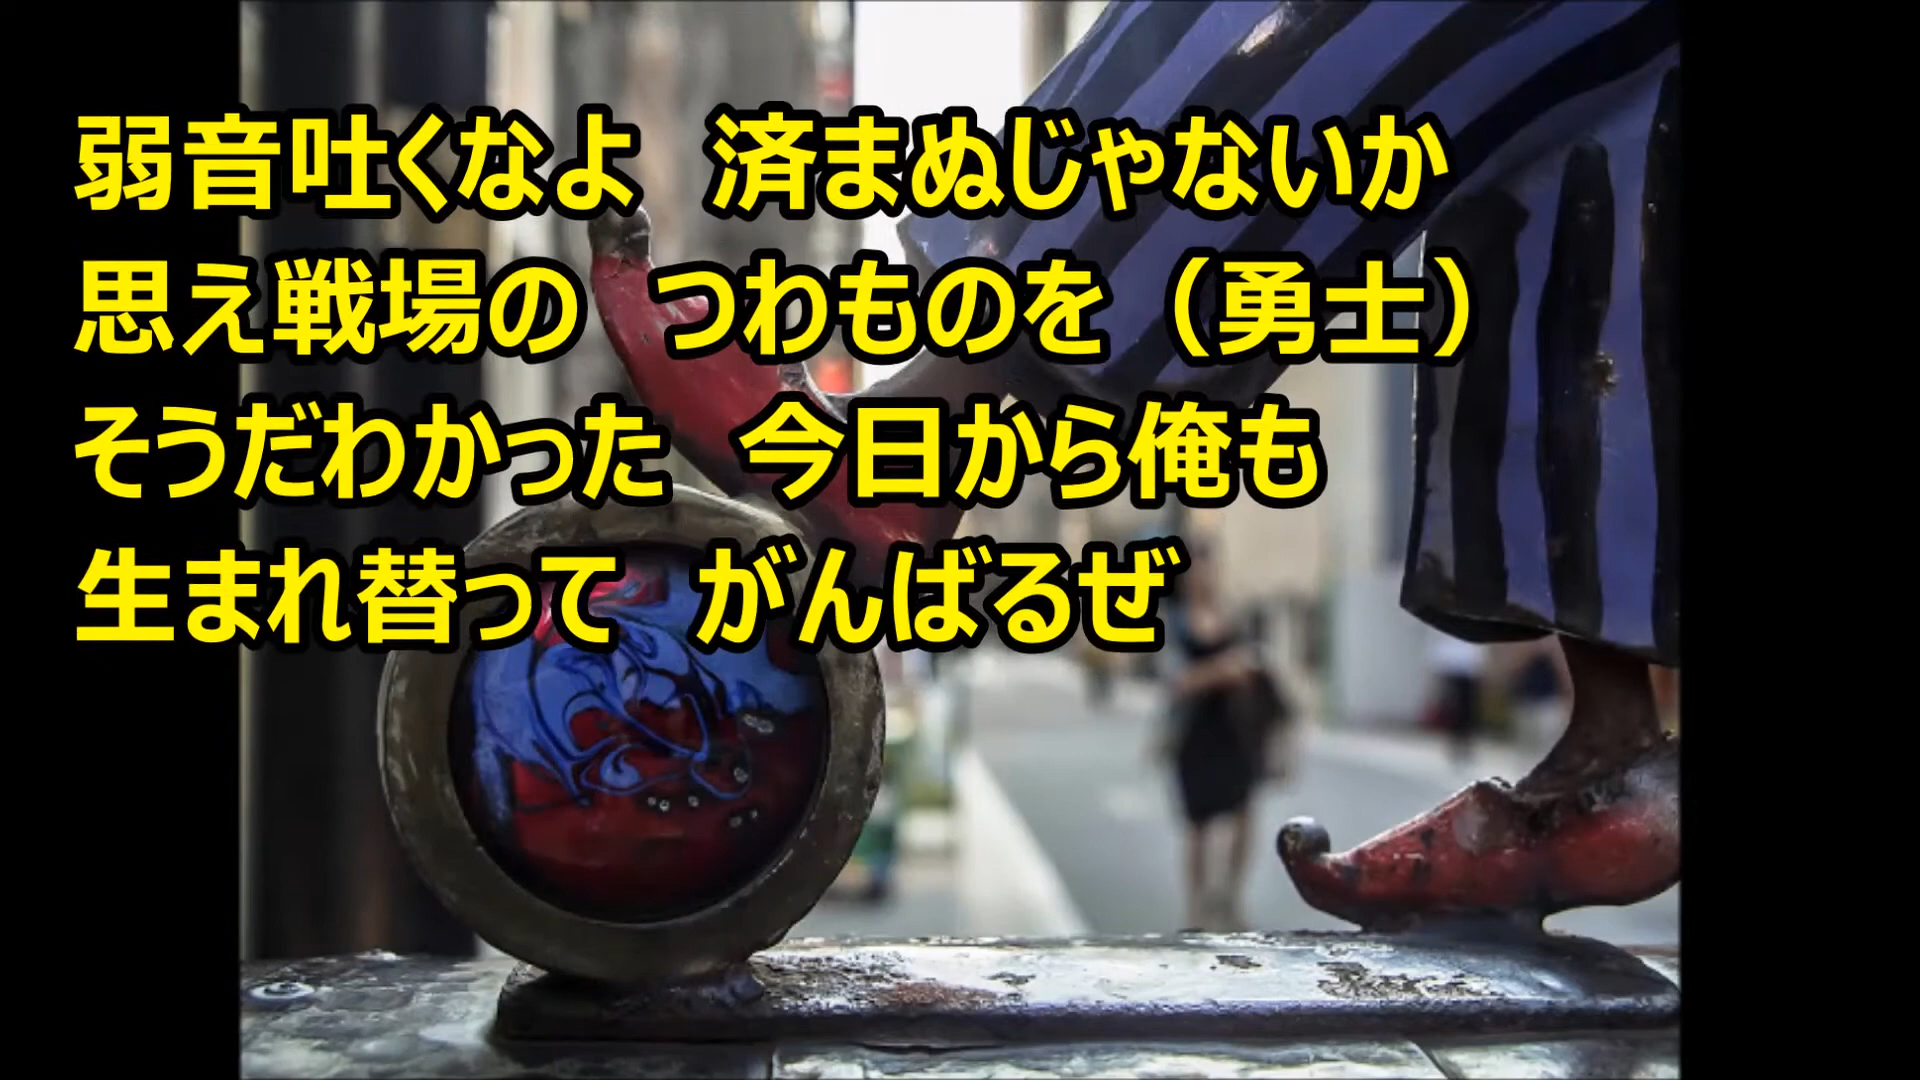 弱音吐くなよ　済まぬじゃないか
思え戦場の　つわものを（勇士）
そうだわかった　今日から俺も
生まれ替って　がんばるぜ